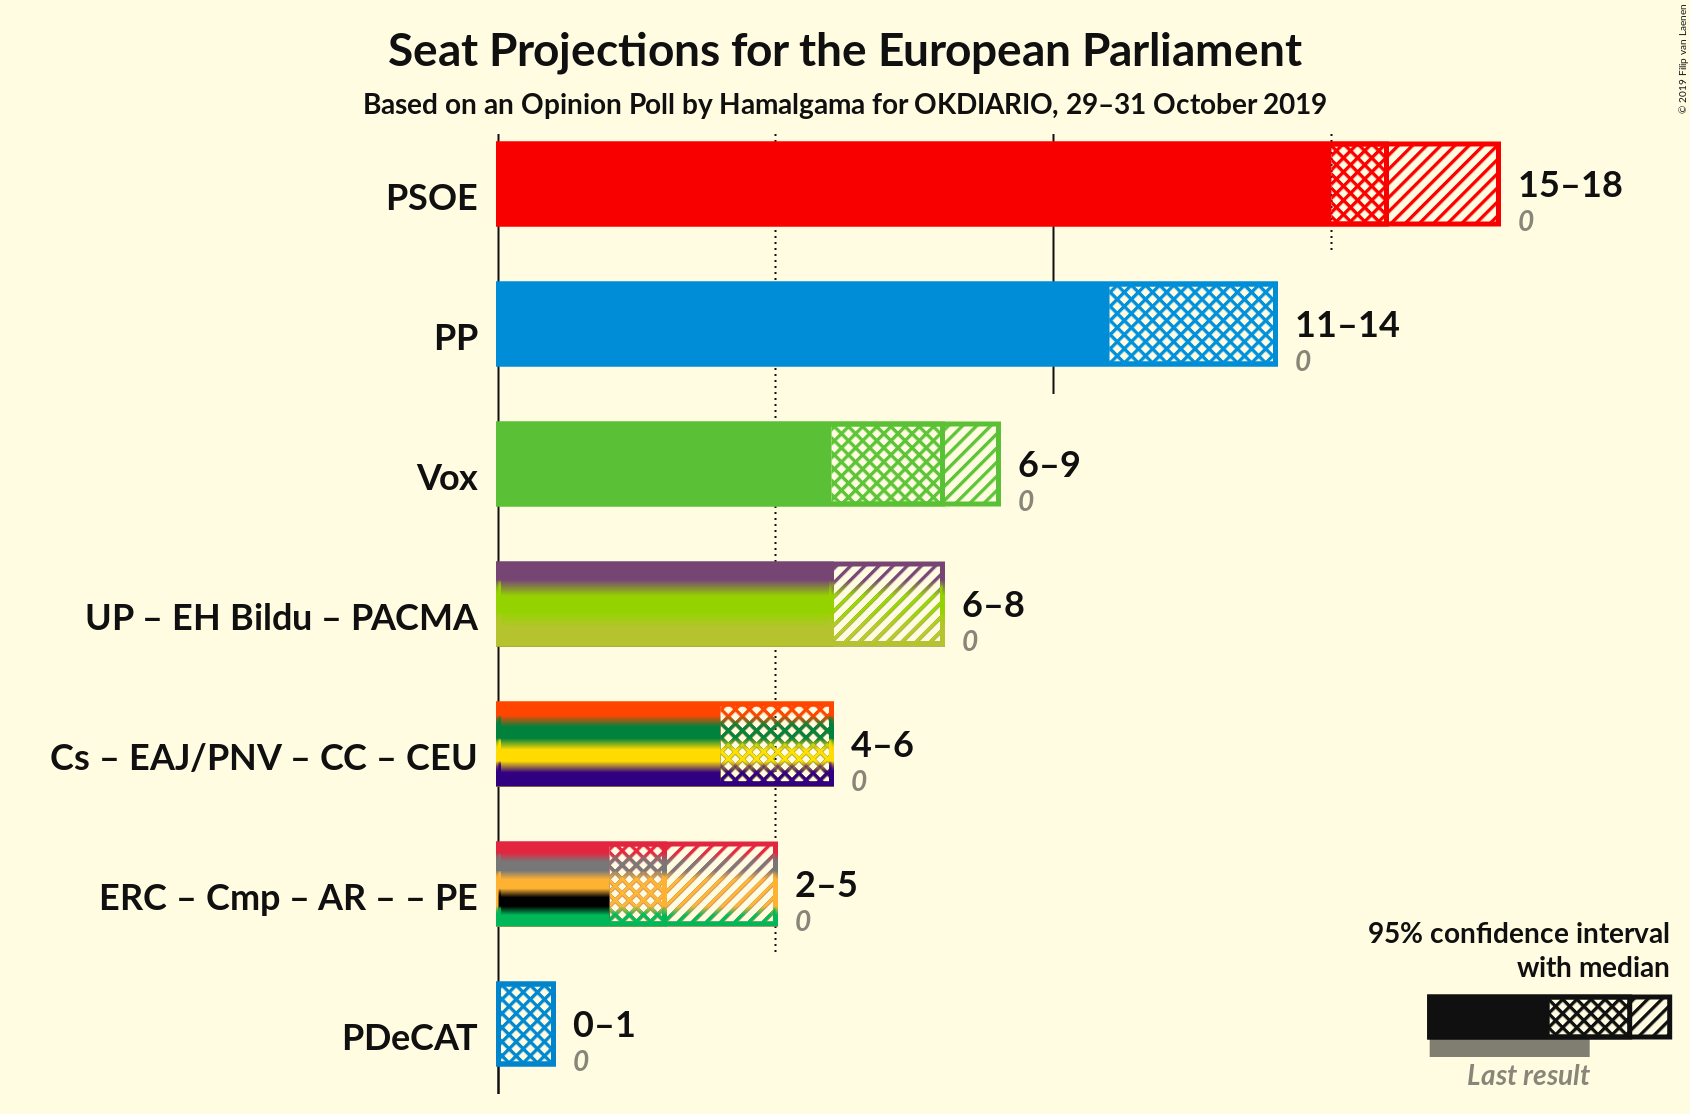 Seat Projections for the European Parliament
Based on an Opinion Poll by Hamalgama for OKDIARIO, 29–31 October 2019
© 2019 Filip van Laenen
PSOE
15–18
0
PP
11–14
0
Vox
6–9
0
UP – EH Bildu – PACMA
6–8
0
Cs – EAJ/PNV – CC – CEU
4–6
0
ERC – Cmp – AR – – PE
2–5
0
PDeCAT
0–1
0
95% confidence interval
with median
Last result